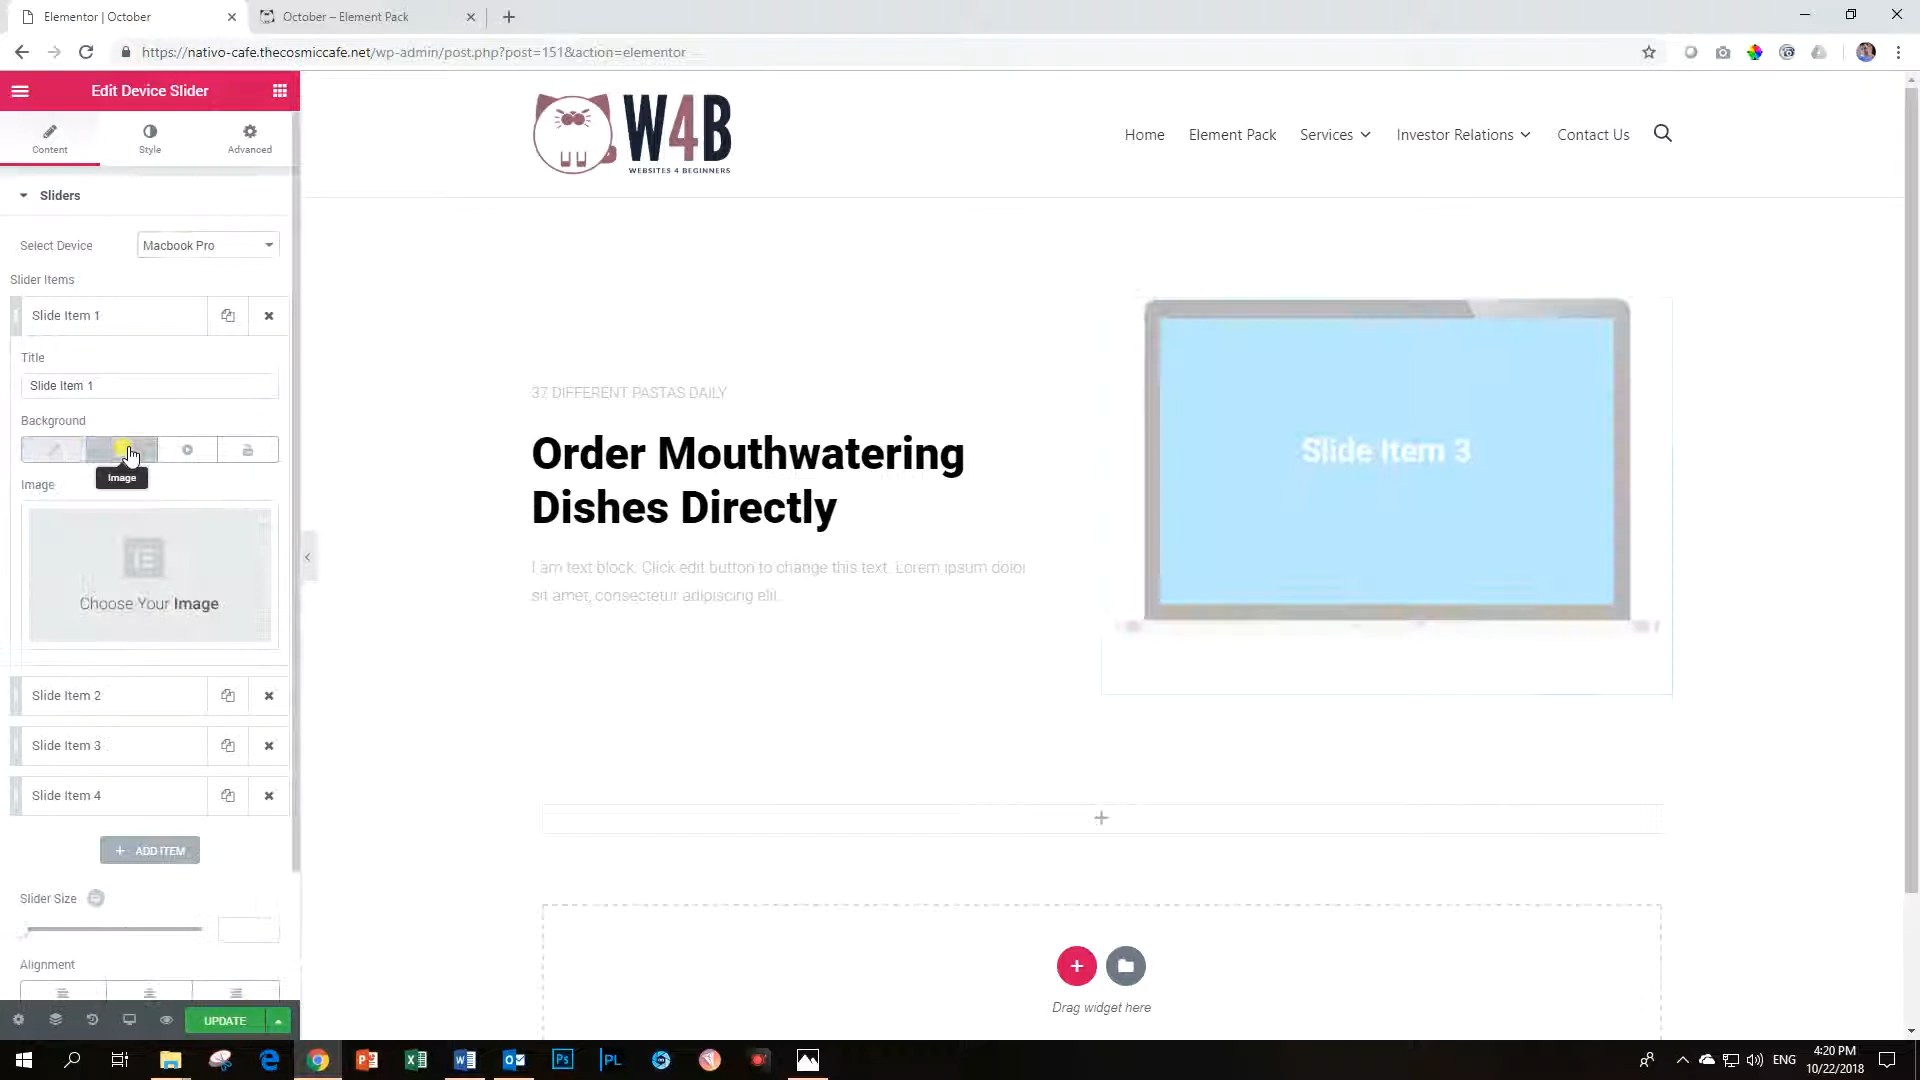 Elementor | October
October – Element Pack
https://nativo-cafe.thecosmiccafe.net/wp-admin/post.php?post=151&action=elementor
Edit Device Slider
Content
Style
Advanced
Sliders
Select Device
Macbook Pro
Slider Items
Slide Item 1
Title
Slide Item 1
Background
Image
Image
Choose Your Image
Slide Item 2
Slide Item 3
Slide Item 4
+ ADD ITEM
Slider Size
Alignment
UPDATE
W4B
WEBSITES 4 BEGINNERS
Home
Element Pack
Services
Investor Relations
Contact Us
37 DIFFERENT PASTAS DAILY
Order Mouthwatering
Dishes Directly
I am text block. Click edit button to change this text. Lorem ipsum dolor
sit amet, consectetur adipiscing elit.
Slide Item 3
Drag widget here
Ps
PL
ENG
4:20 PM
10/22/2018